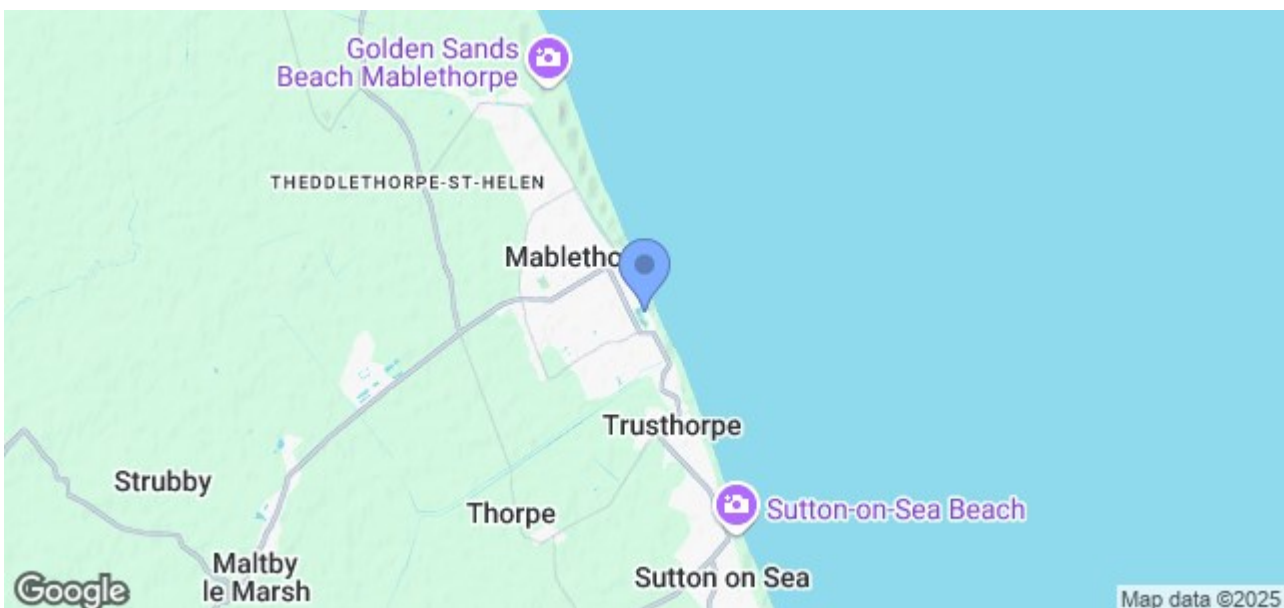 Golden Sands
Beach Mablethorpe
THEDDLETHORPE-ST-HELEN
Mabletho
Trusthorpe
Strubby
Thorpe
Sutton-on-Sea Beach
Maltby
le Marsh
Sutton on Sea
Google
Map data ©2025